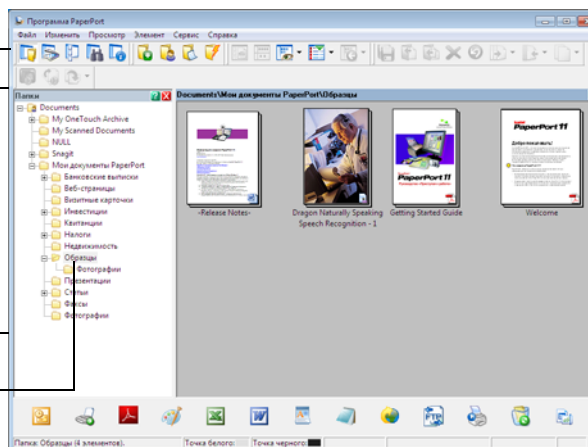 Программа PaperPort
Файл Изменить Просмотр Элемент Сервис Справка
Папки
Documents\Мои документы PaperPort\Образцы
Documents
My OneTouch Archive
My Scanned Documents
NULL
Snagit
Мои документы PaperPort
Банковские выписки
Веб-страницы
Визитные карточки
Инвестиции
Квитанции
Налоги
Недвижимость
Образцы
Фотографии
Презентации
Статьи
Факсы
Фотографии
PaperPort 11
PaperPort 11
Добро пожаловать!
-Release Notes-
Dragon Naturally Speaking
Speech Recognition - 1
Getting Started Guide
Welcome
FTP
Папка: Образцы (4 элементов).
Точка белого:
Точка черного: